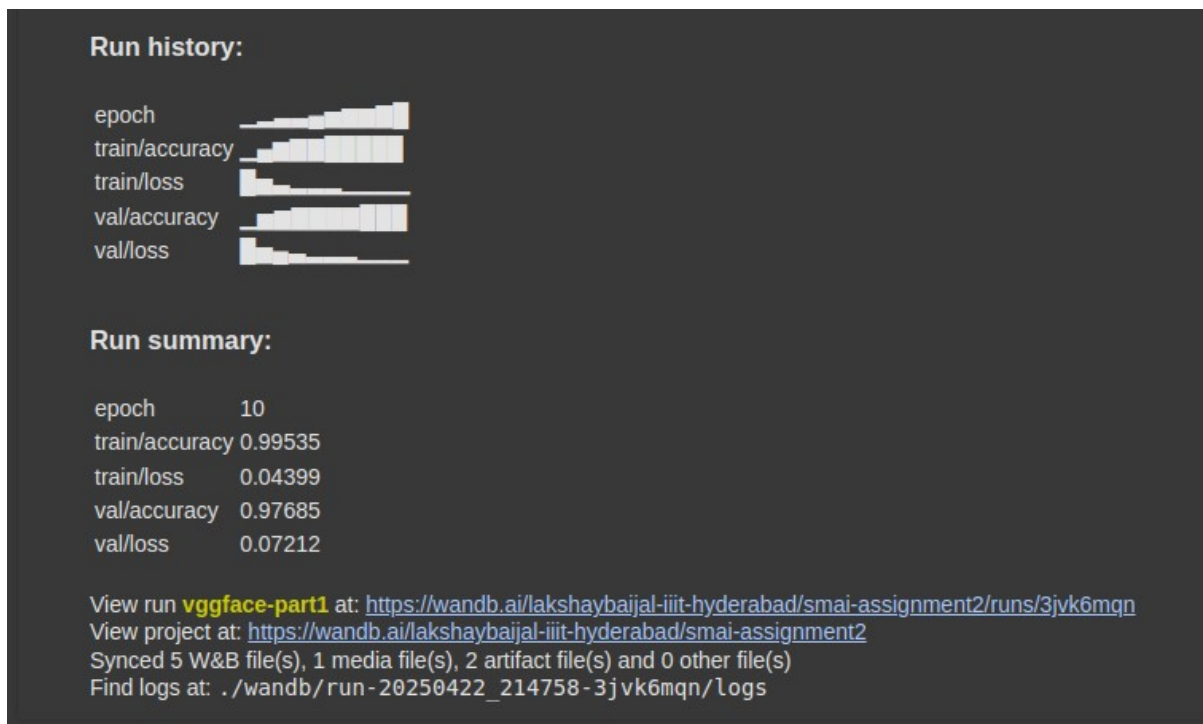 Run history:
epoch
train/accuracy
train/loss
val/accuracy
val/loss
Run summary:
epoch 10
train/accuracy 0.99535
train/loss 0.04399
val/accuracy 0.97685
val/loss 0.07212
View run vggface-part1 at: https://wandb.ai/lakshaybaijal-iiit-hyderabad/smai-assignment2/runs/3jvk6mqn
View project at: https://wandb.ai/lakshaybaijal-iiit-hyderabad/smai-assignment2
Synced 5 W&B file(s), 1 media file(s), 2 artifact file(s) and 0 other file(s)
Find logs at: ./wandb/run-20250422_214758-3jvk6mqn/logs